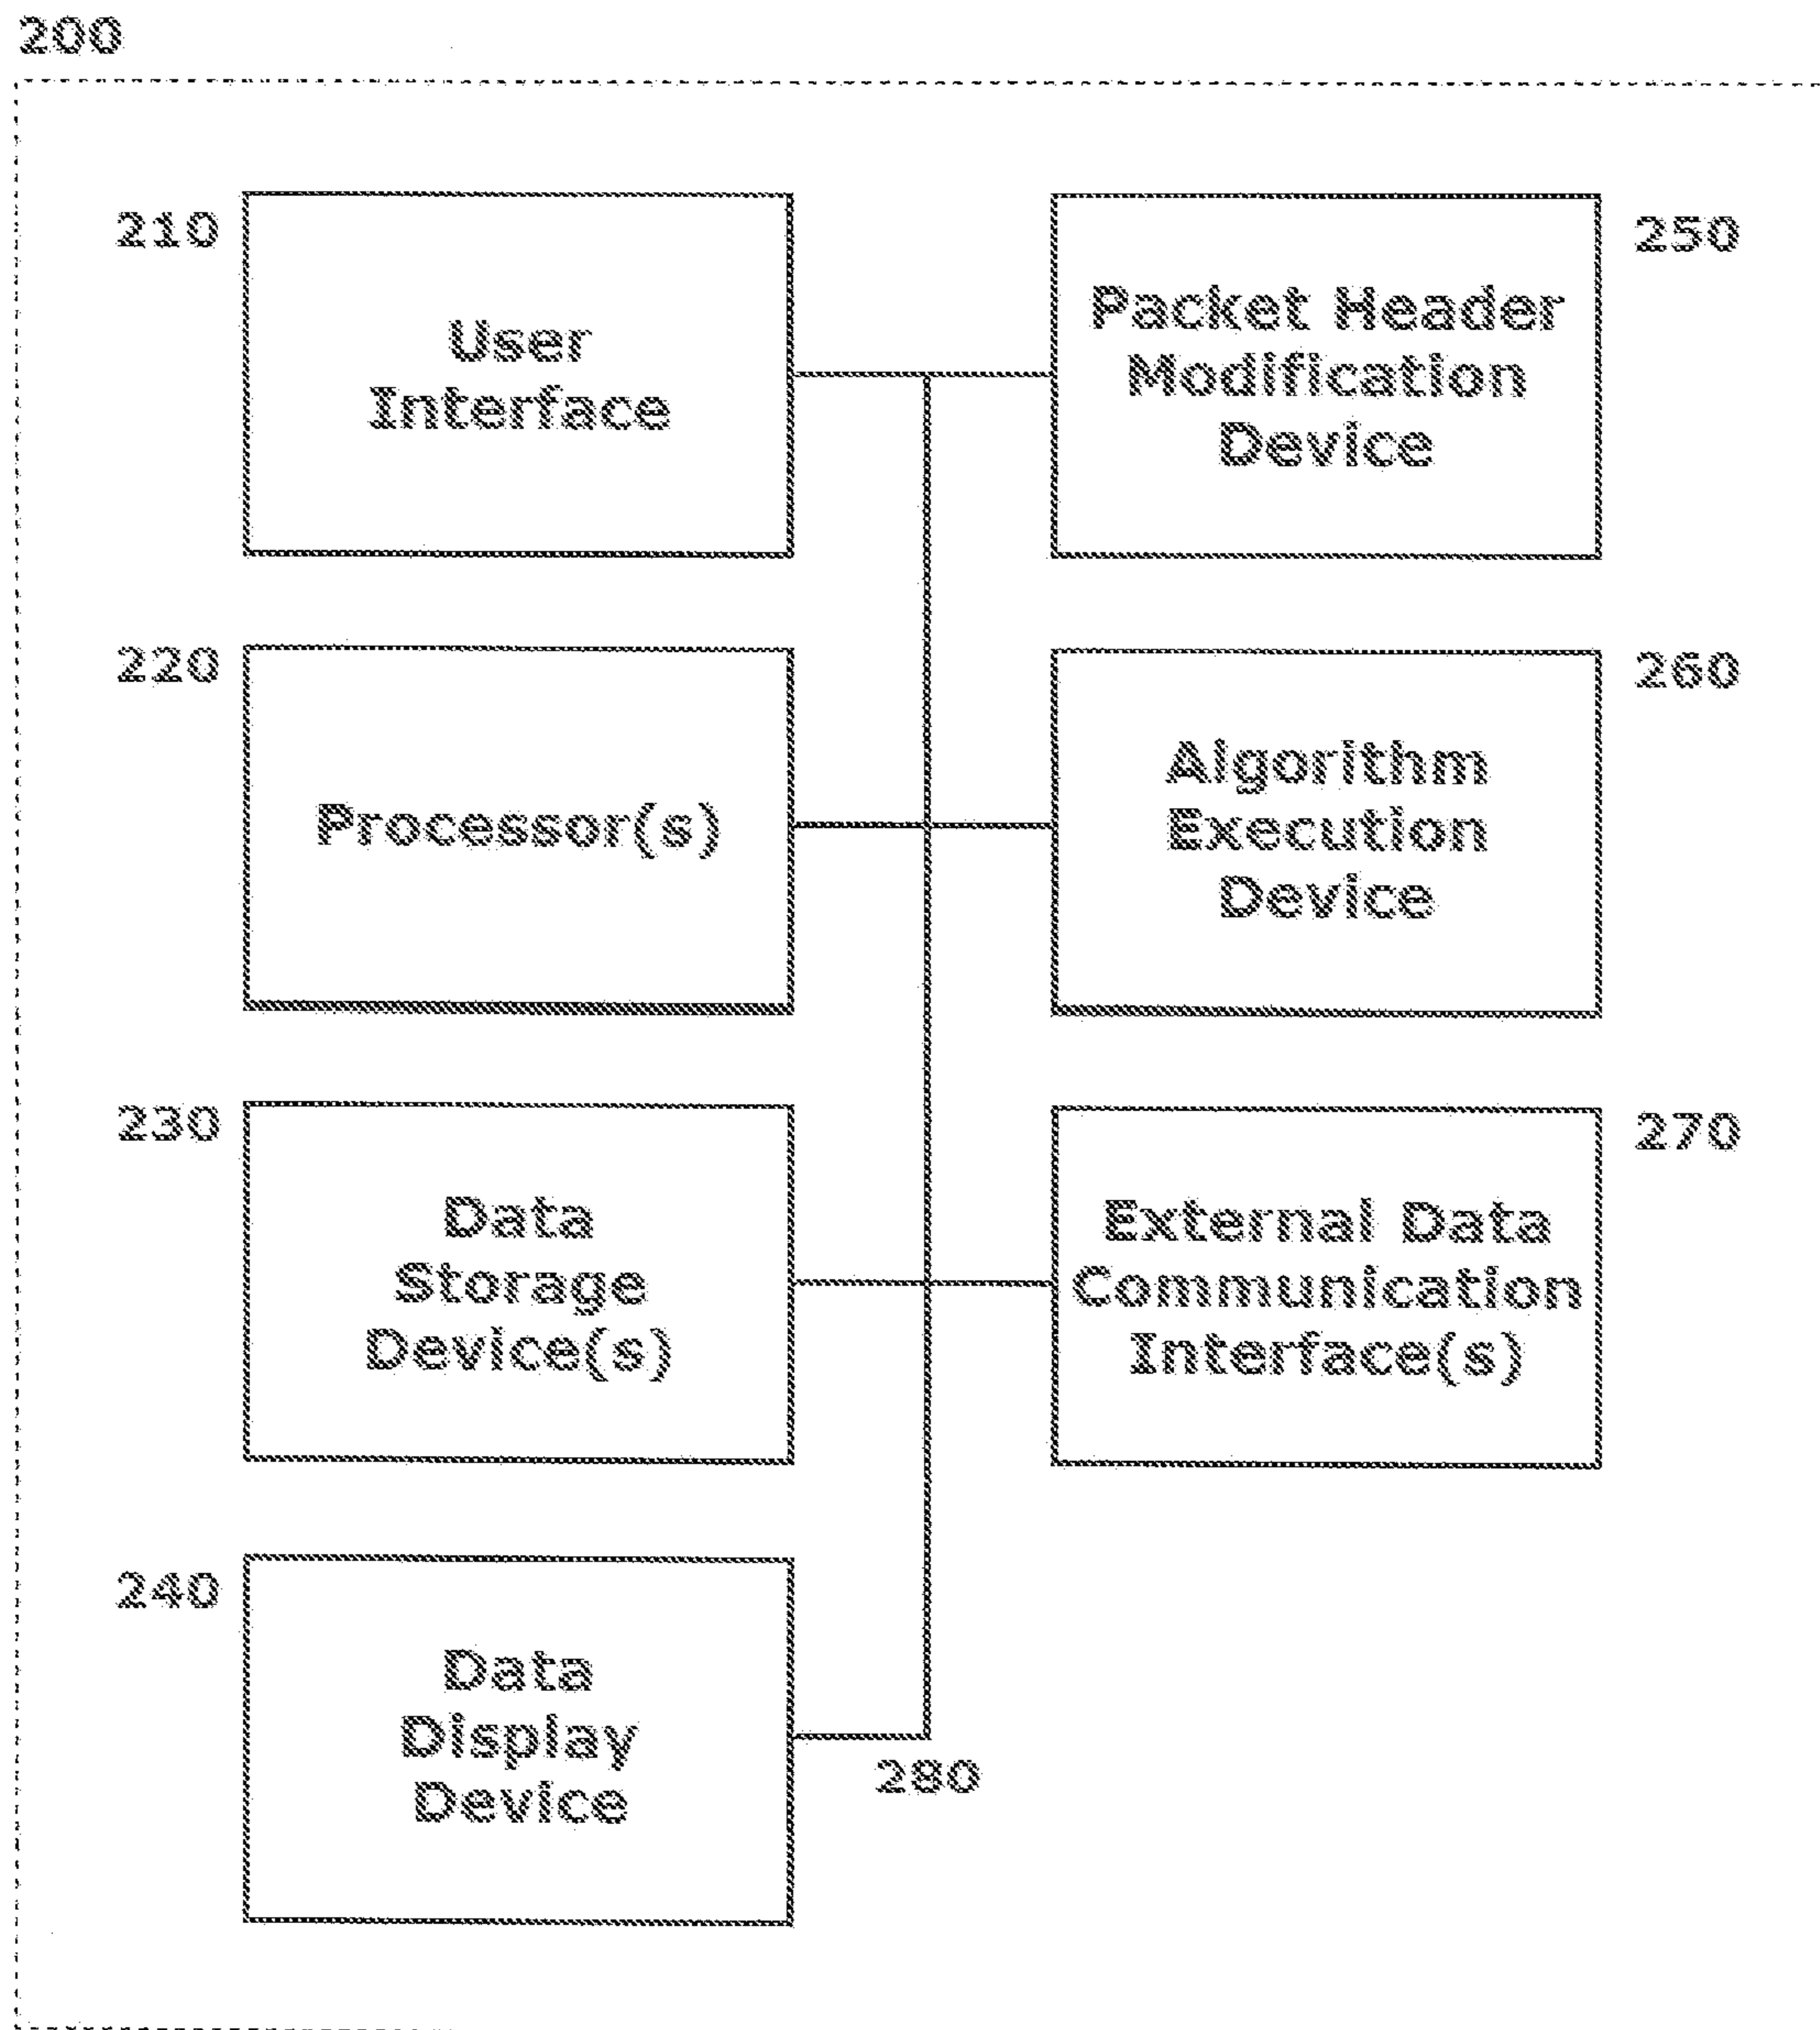 200
210
User
Interface
250
Packet Header
Modification
Device
220
Processor(s)
260
Algorithm
Execution
Device
230
Data
Storage
Device(s)
270
External Data
Communication
Interface(s)
240
Data
Display
Device
280